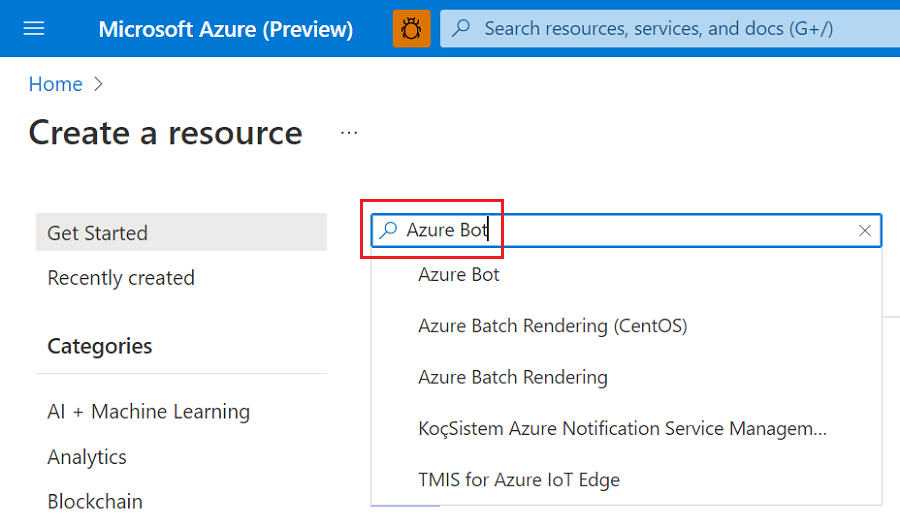 Microsoft Azure (Preview)
Search resources, services, and docs (G+/)
Home
Create a resource
...
Get Started
Recently created
Categories
AI + Machine Learning
Analytics
Blockchain
Azure Bot
Azure Bot
Azure Batch Rendering (CentOS)
Azure Batch Rendering
KoçSistem Azure Notification Service Managem...
TMIS for Azure IoT Edge